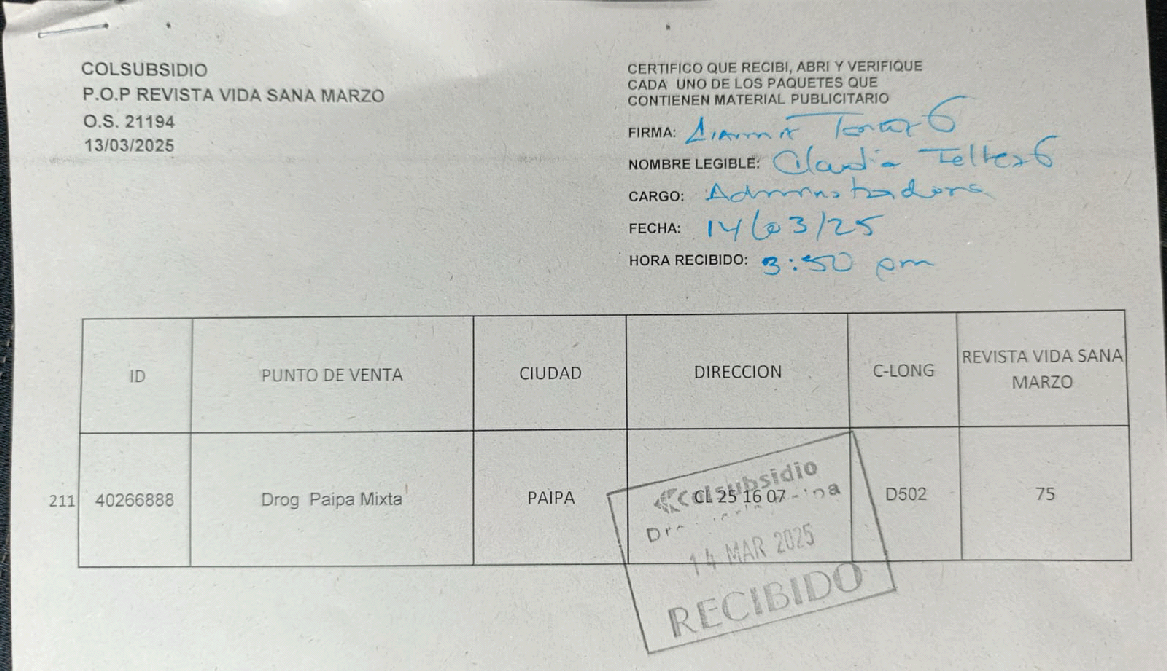 COLSUBSIDIO
P.O.P REVISTA VIDA SANA MARZO
O.S. 21194
13/03/2025
CERTIFICO QUE RECIBI, ABRI Y VERIFIQUE
CADA UNO DE LOS PAQUETES QUE
CONTIENEN MATERIAL PUBLICITARIO
FIRMA:
NOMBRE LEGIBLE: Claudia Tellez G
CARGO: Administradora
FECHA: 14/03/25
HORA RECIBIDO: 3:50 pm
ID PUNTO DE VENTA CIUDAD DIRECCION C-LONG REVISTA VIDA SANA
MARZO
211 40266888 Drog Paipa Mixta PAIPA CL 25 16 07 D502 75
colsubsidio
14 MAR 2025
RECIBIDO